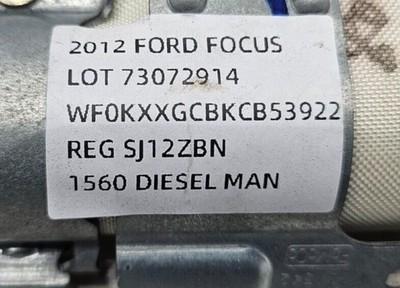 2012 FORD FOCUS
LOT 73072914
WF0KXXGCBKCB53922
REG SJ12ZBN
1560 DIESEL MAN